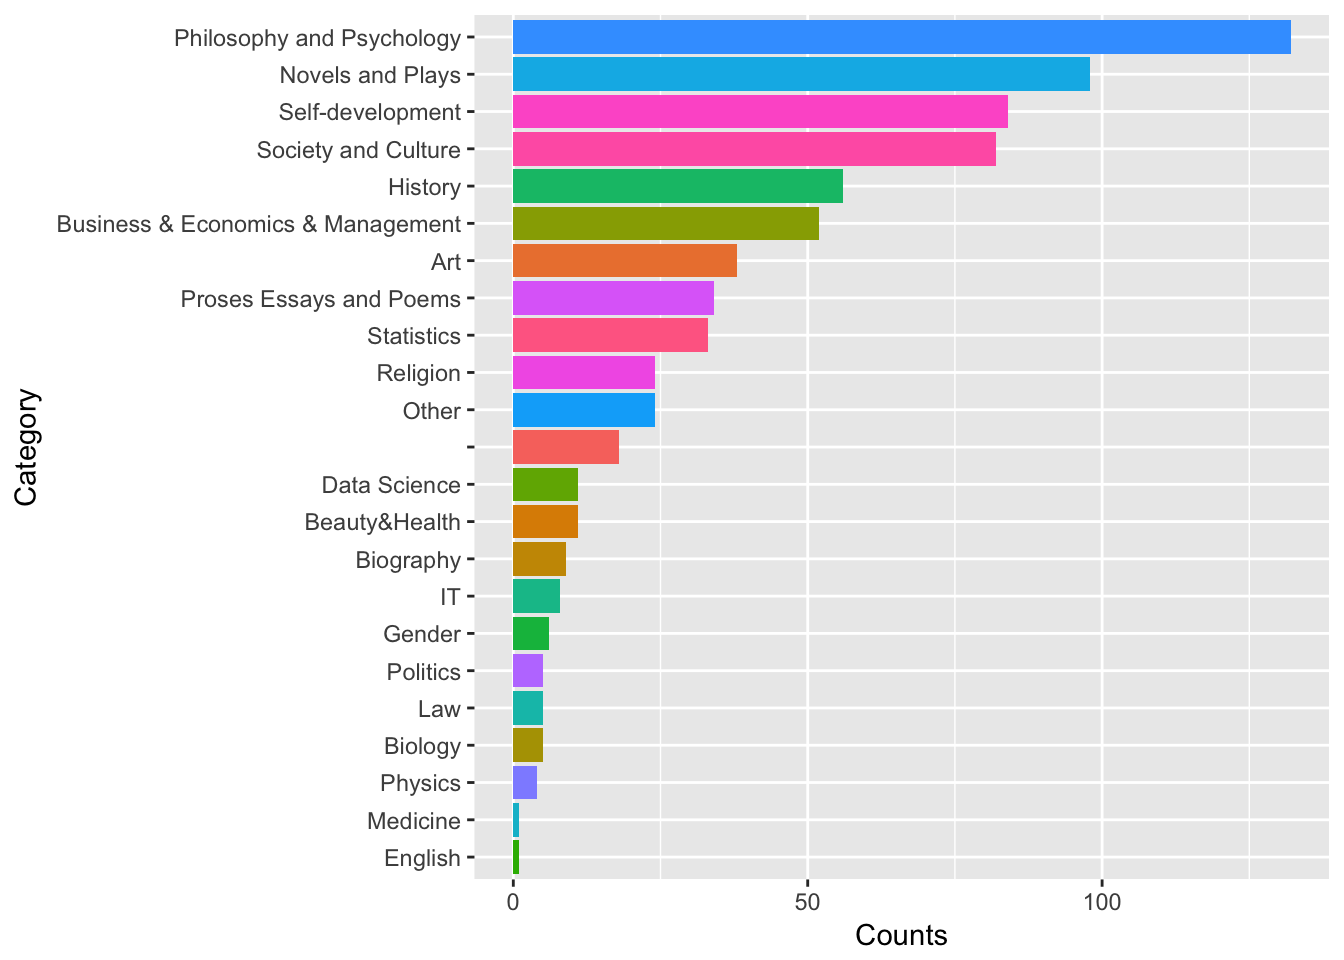 Philosophy and Psychology
Novels and Plays
Self-development
Society and Culture
History
Business & Economics & Management
Art
Proses Essays and Poems
Statistics
Religion
Other
Data Science
Beauty&Health
Biography
IT
Gender
Politics
Law
Biology
Physics
Medicine
English
Category
0 50 100
Counts